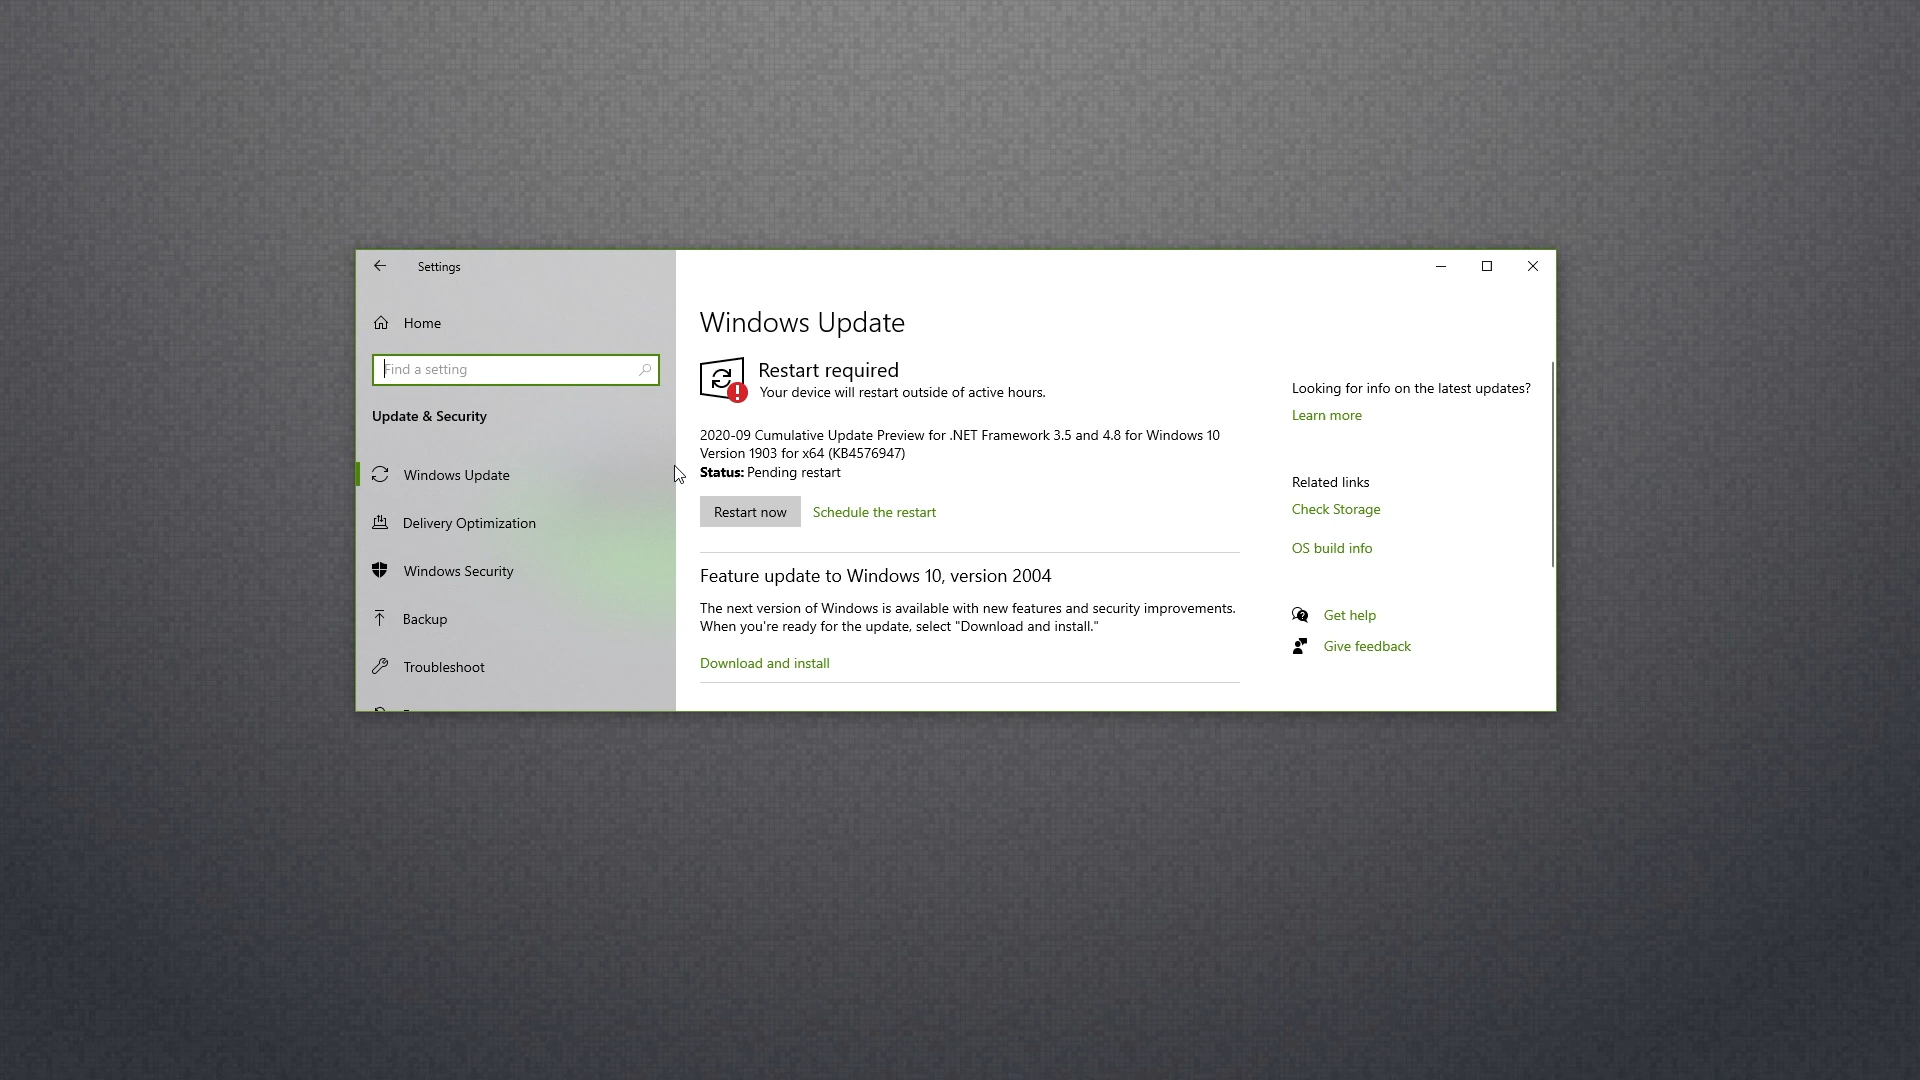 Settings
Home
Find a setting
Update & Security
Windows Update
Delivery Optimization
Windows Security
Backup
Troubleshoot
Windows Update
Restart required
Your device will restart outside of active hours.
2020-09 Cumulative Update Preview for .NET Framework 3.5 and 4.8 for Windows 10
Version 1903 for x64 (KB4576947)
Status: Pending restart
Restart now
Schedule the restart
Feature update to Windows 10, version 2004
The next version of Windows is available with new features and security improvements.
When you're ready for the update, select "Download and install."
Download and install
Looking for info on the latest updates?
Learn more
Related links
Check Storage
OS build info
Get help
Give feedback